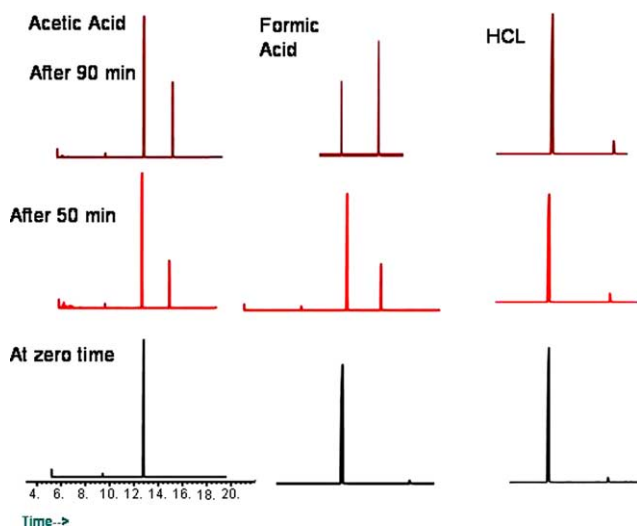 Acetic Acid
Formic
Acid
HCL
After 90 min
After 50 min
At zero time
4. 6. 8. 10. 12. 14. 16. 18. 20.
Time-->